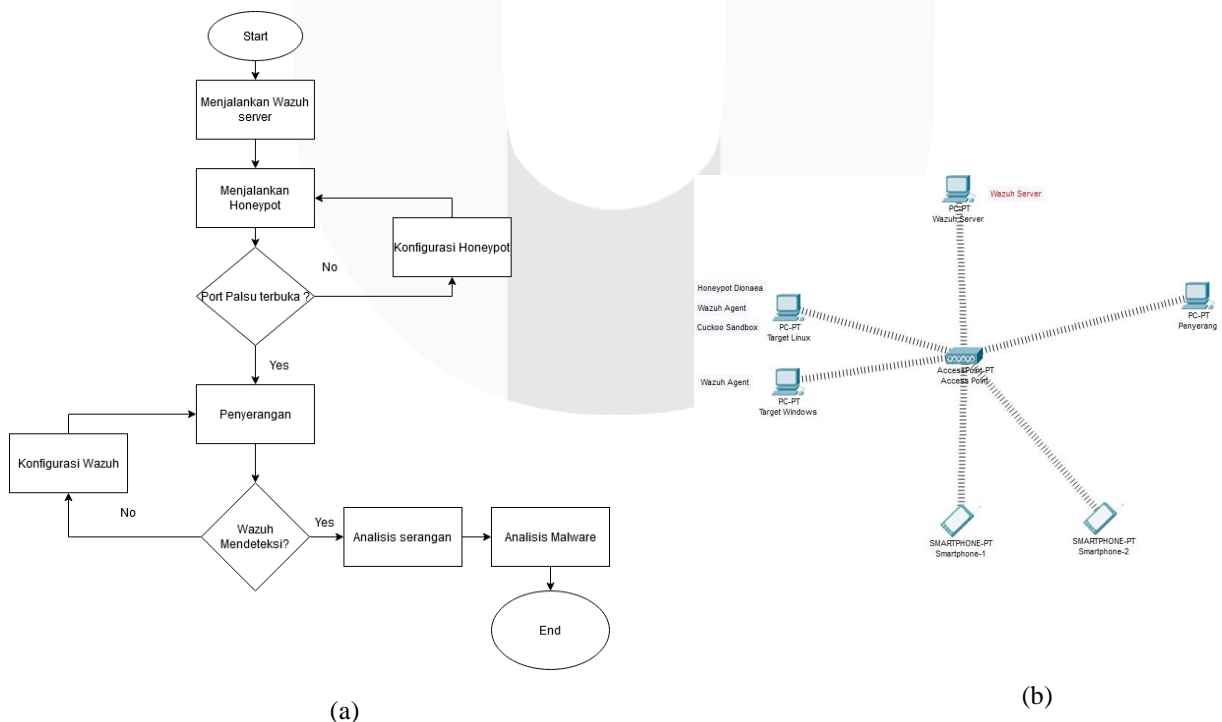 Start
Menjalankan Wazuh
server
Menjalankan
Honeypot
Konfigurasi Honeypot
No
Port Palsu terbuka ?
Yes
Penyerangan
Konfigurasi Wazuh
No
Wazuh
Mendeteksi?
Yes
Analisis serangan
Analisis Malware
End
(a)
Wazuh Server
PC-PT
Wazuh Server
Honeypot Dionaea
Wazuh Agent
Cuckoo Sandbox
PC-PT
Target Linux
PC-PT
Penyerang
AccessPoint-PT
Access Point
Wazuh Agent
PC-PT
Target Windows
SMARTPHONE-PT
Smartphone-1
SMARTPHONE-PT
Smartphone-2
(b)